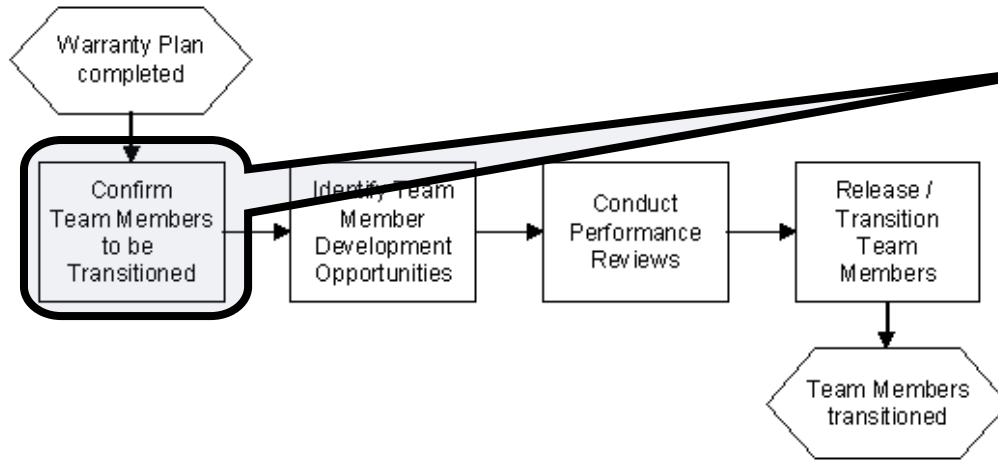 Warranty Plan
completed
Confirm
Team Members
to be
Transitioned
Identify Team
Member
Development
Opportunities
Conduct
Performance
Reviews
Release /
Transition
Team
Members
Team Members
transitioned